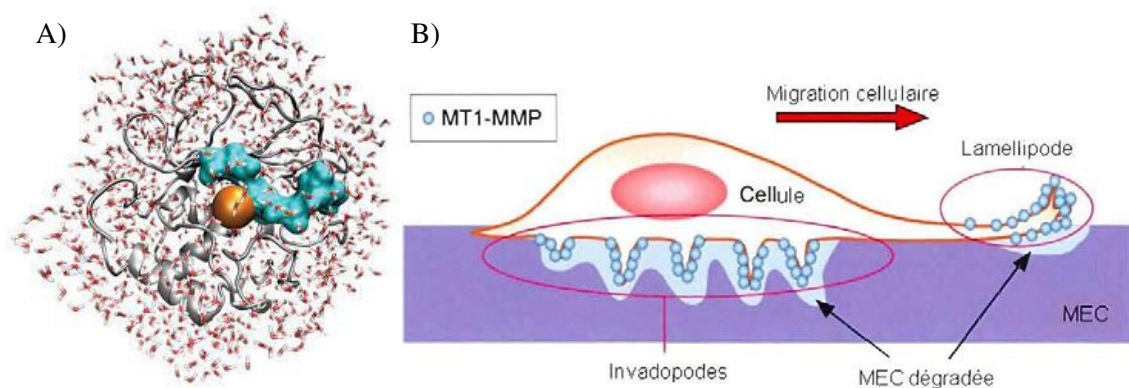 A)
B)
MT1-MMP
Migration cellulaire
Lamellipode
Cellule
MEC
Invadopodes
MEC dégradée